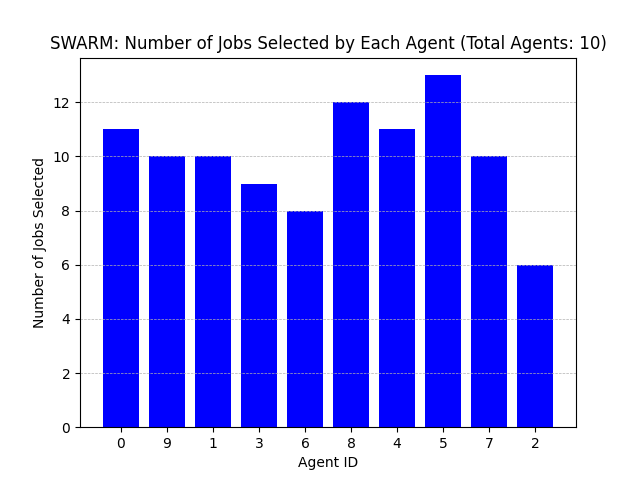 SWARM: Number of Jobs Selected by Each Agent (Total Agents: 10)
12
10
8
6
4
2
0
Number of Jobs Selected
0 9 1 3 6 8 4 5 7 2
Agent ID